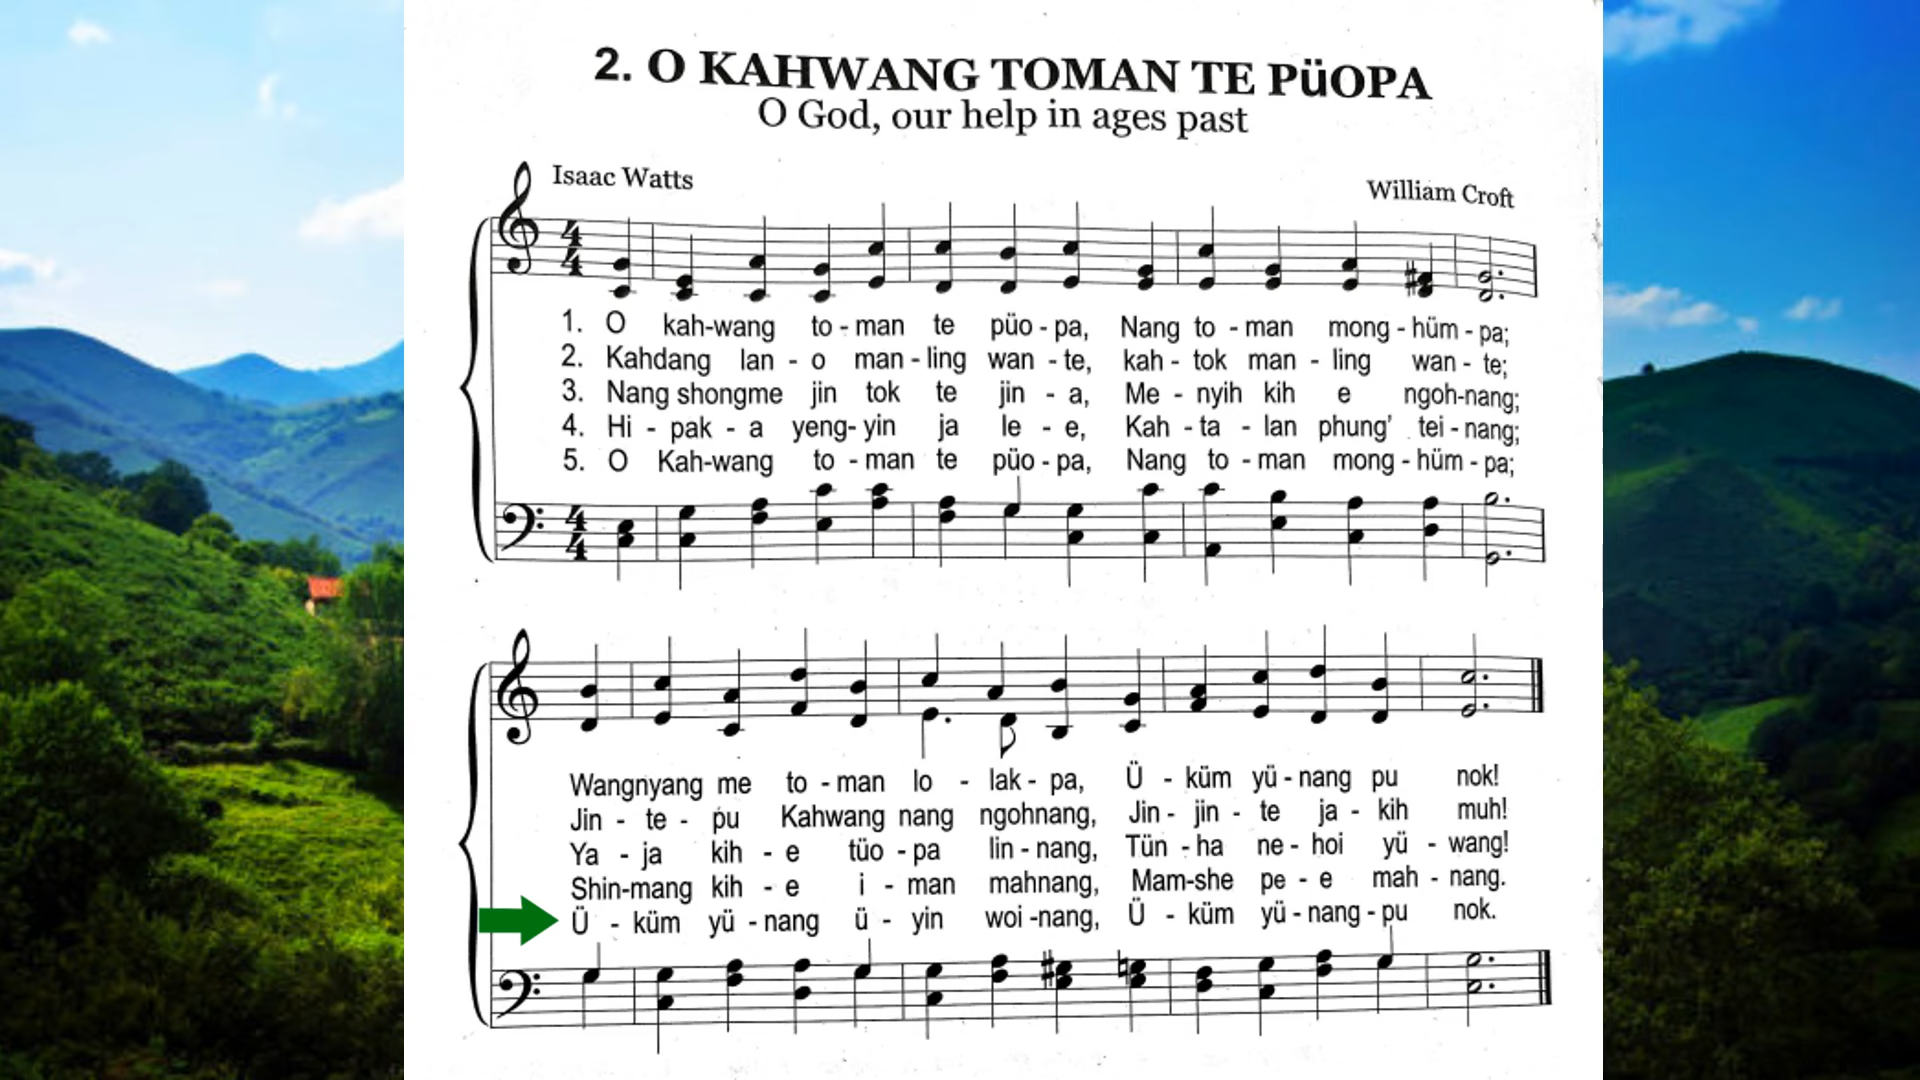 2. O KAHWANG TOMAN TE PüOPA
O God, our help in ages past
Isaac Watts
William Croft
1. O kah-wang to - man te püo - pa, Nang to - man mong - hüm - pa;
2. Kahdang lan - o man - ling wan - te, kah - tok man - ling wan - te;
3. Nang shongme jin tok te jin - a, Me - nyih kih e ngoh-nang;
4. Hi - pak - a yeng- yin ja le - e, Kah - ta - lan phung' tei - nang;
5. O Kah-wang to - man te püo - pa, Nang to - man mong - hüm - pa;
Wangnyang me to - man lo - lak - pa, Ü - küm yü - nang pu nok!
Jin - te - pu Kahwang nang ngohnang, Jin - jin - te ja - kih muh!
Ya - ja kih - e tüo - pa lin - nang, Tün - ha ne - hoi yü - wang!
Shin-mang kih - e i - man mahnang, Mam-she pe - e mah - nang.
Ü - küm yü - nang ü - yin woi -nang, Ü - küm yü - nang - pu nok.